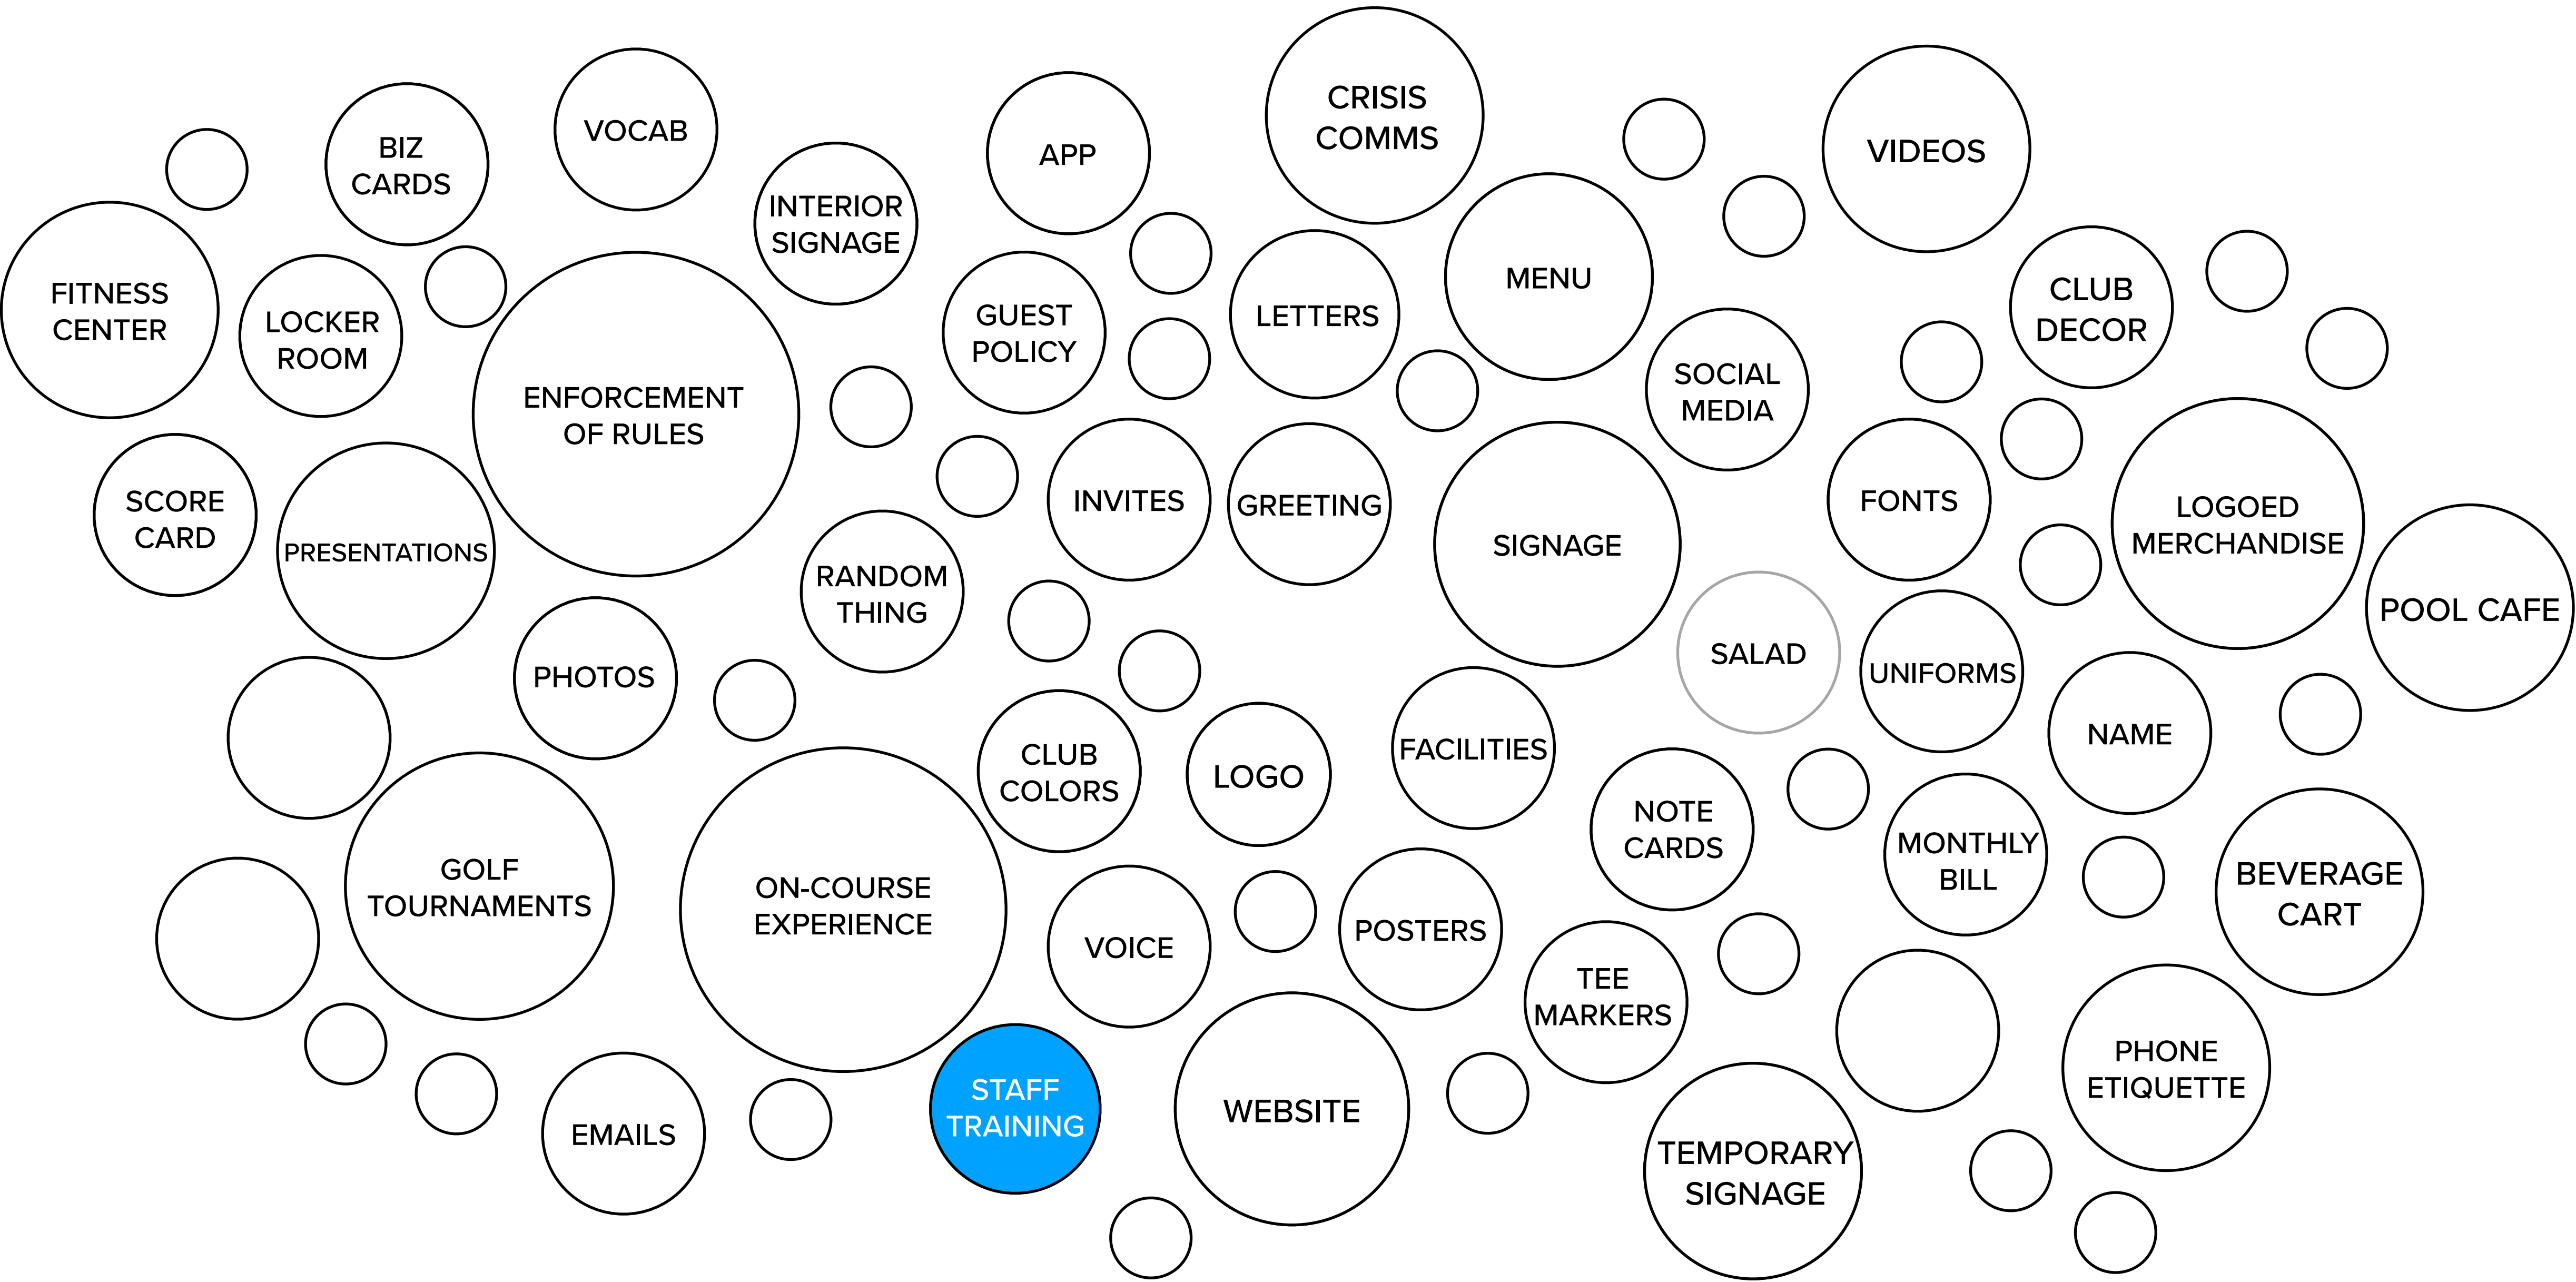 CRISIS
COMMS
VOCAB
BIZ
CARDS
APP
VIDEOS
INTERIOR
SIGNAGE
MENU
FITNESS
CENTER
LOCKER
ROOM
GUEST
POLICY
LETTERS
CLUB
DECOR
ENFORCEMENT
OF RULES
SOCIAL
MEDIA
SCORE
CARD
PRESENTATIONS
INVITES
GREETING
SIGNAGE
FONTS
LOGOED
MERCHANDISE
POOL CAFE
RANDOM
THING
PHOTOS
SALAD
UNIFORMS
NAME
CLUB
COLORS
LOGO
FACILITIES
NOTE
CARDS
MONTHLY
BILL
GOLF
TOURNAMENTS
ON-COURSE
EXPERIENCE
VOICE
POSTERS
BEVERAGE
CART
TEE
MARKERS
STAFF
TRAINING
WEBSITE
PHONE
ETIQUETTE
EMAILS
TEMPORARY
SIGNAGE